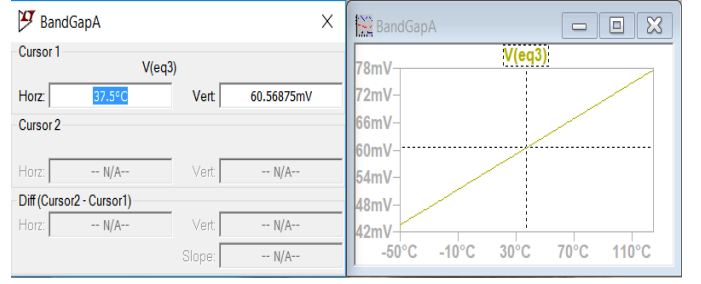 BandGapA
Cursor 1
V(eq3)
Horz: 37.5°C Vert: 60.56875mV
Cursor 2
Horz: -- N/A-- Vert: -- N/A--
Diff (Cursor2 - Cursor1)
Horz: -- N/A-- Vert: -- N/A--
Slope: -- N/A--
BandGapA
V(eq3)
78mV
72mV
66mV
60mV
54mV
48mV
42mV
-50°C -10°C 30°C 70°C 110°C